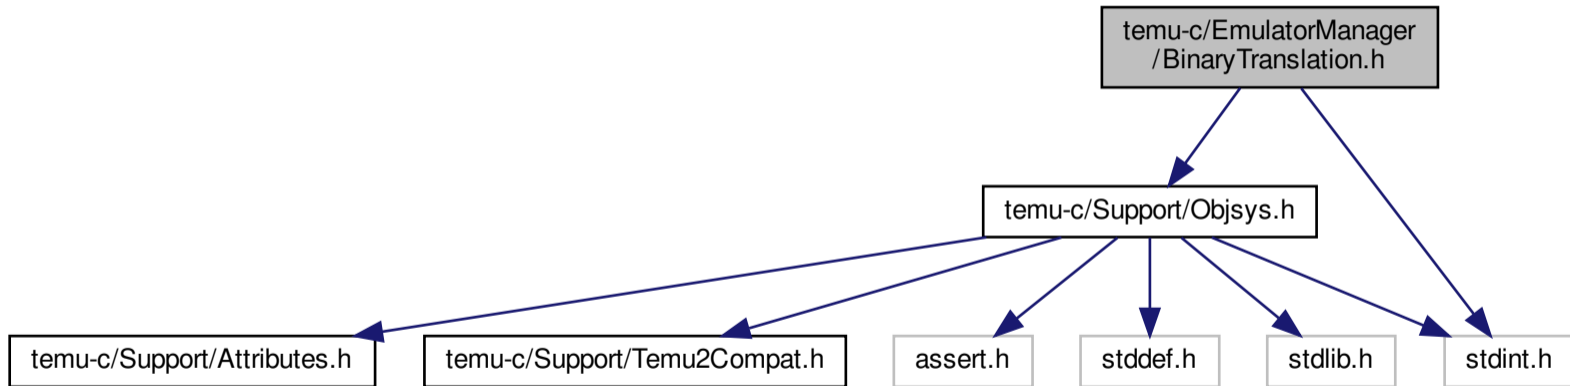 temu-c/EmulatorManager
/BinaryTranslation.h
temu-c/Support/Objsys.h
temu-c/Support/Attributes.h
temu-c/Support/Temu2Compat.h
assert.h
stddef.h
stdlib.h
stdint.h